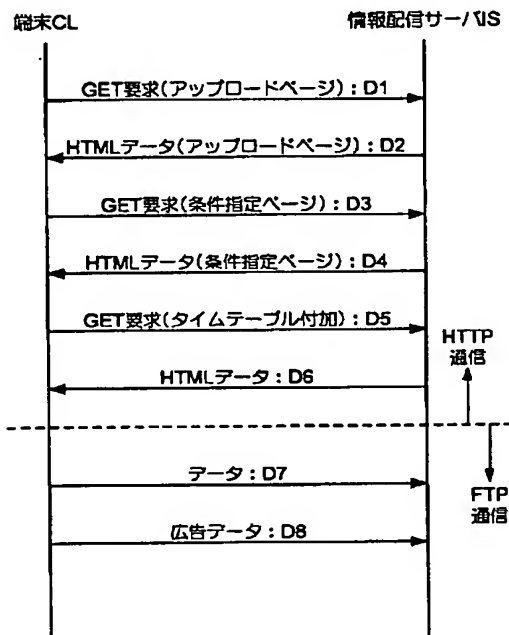 端末CL
情報配信サーバIS
GET要求(アップロードページ):D1
HTMLデータ(アップロードページ):D2
GET要求(条件指定ページ):D3
HTMLデータ(条件指定ページ):D4
GET要求(タイムテーブル付加):D5
HTTP
通信
HTMLデータ:D6
データ:D7
FTP
通信
広告データ:D8